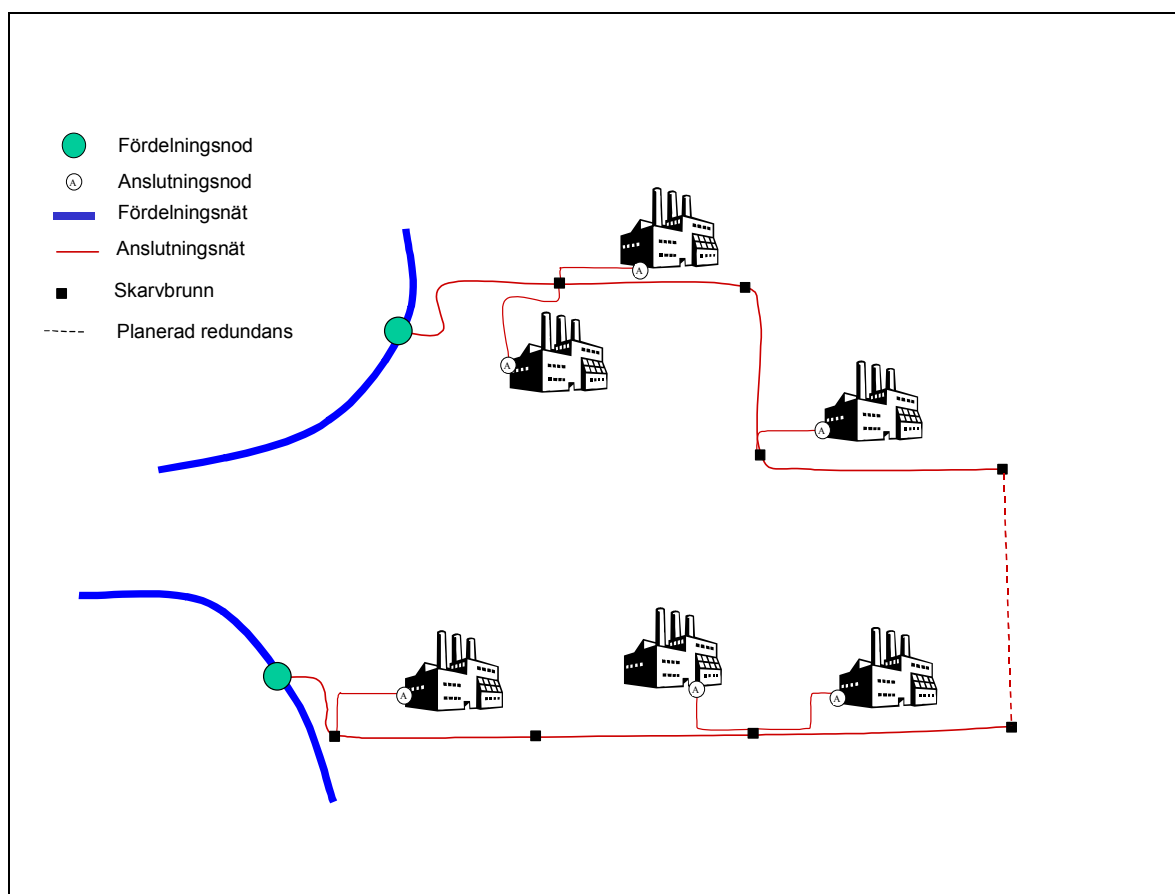 Fördelningsnod
A
Anslutningsnod
Fördelningsnät
Anslutningsnät
Skarvbrunn
Planerad redundans
A
A
A
A
A
A